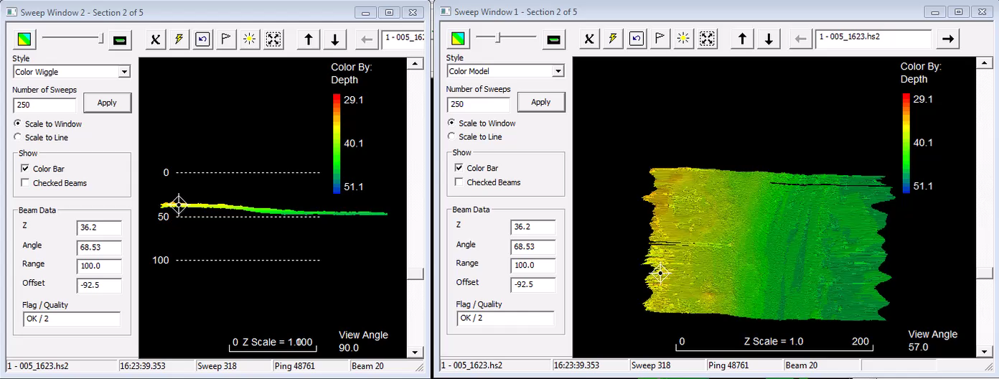 Sweep Window 2 - Section 2 of 5
1 - 005_162
Style
Color Wiggle
Number of Sweeps
250
Apply
Scale to Window
Scale to Line
Show
Color Bar
Checked Beams
Beam Data
Z
36.2
Angle
68.53
Range
100.0
Offset
-92.5
Flag / Quality
OK / 2
Color By:
Depth
29.1
40.1
51.1
0
50
100
0 Z Scale = 1.0 100
View Angle
90.0
1 - 005_1623.hs2
16:23:39.353
Sweep 318
Ping 48761
Beam 20
Sweep Window 1 - Section 2 of 5
1 - 005_1623.hs2
Style
Color Model
Number of Sweeps
250
Apply
Scale to Window
Scale to Line
Show
Color Bar
Checked Beams
Beam Data
Z
36.2
Angle
68.53
Range
100.0
Offset
-92.5
Flag / Quality
OK / 2
Color By:
Depth
29.1
40.1
51.1
0 Z Scale = 1.0 200
View Angle
57.0
1 - 005_1623.hs2
16:23:39.353
Sweep 318
Ping 48761
Beam 20